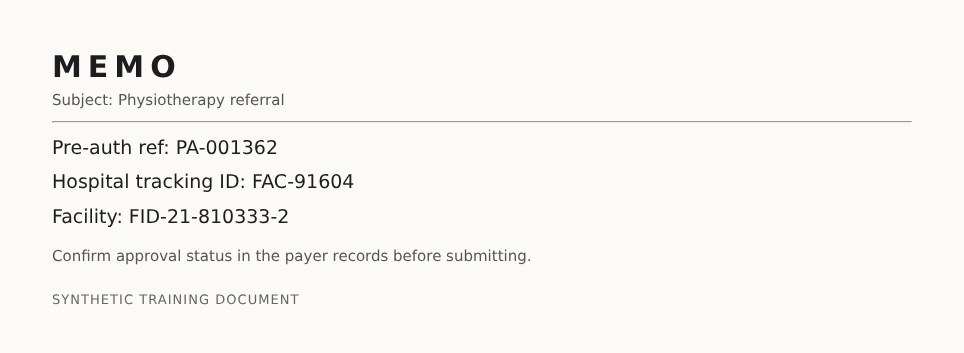 MEMO
Subject: Physiotherapy referral
Pre-auth ref: PA-001362
Hospital tracking ID: FAC-91604
Facility: FID-21-810333-2
Confirm approval status in the payer records before submitting.
SYNTHETIC TRAINING DOCUMENT